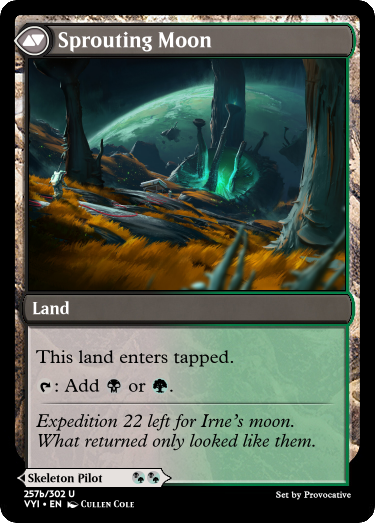 Sprouting Moon
Land
This land enters tapped.
: Add or .
Expedition 22 left for Irne's moon.
What returned only looked like them.
Skeleton Pilot
257b/302 U
VYI • EN Cullen Cole
Set by Provocative